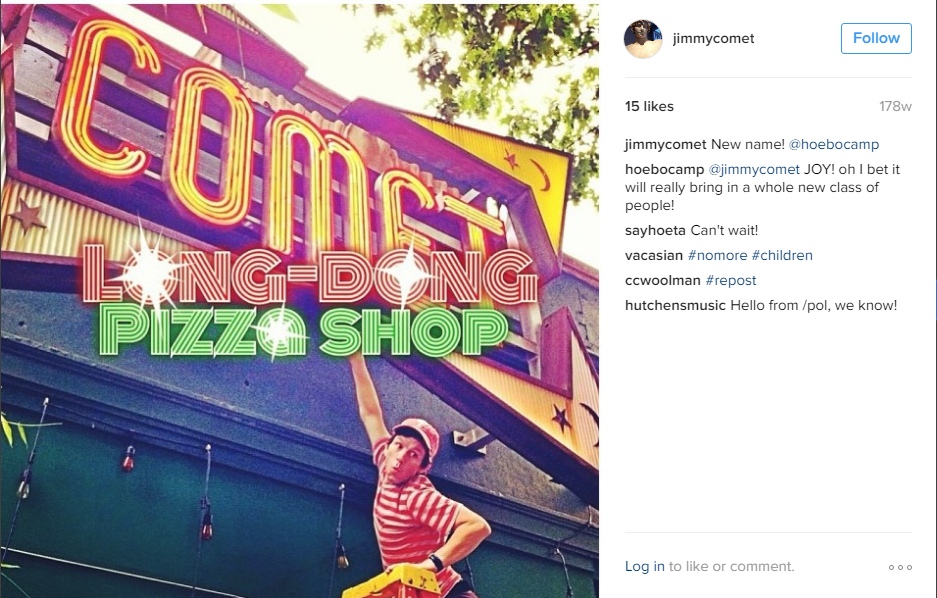 COMET
LONG-DONG
PIZZa SHOP
jimmycomet
Follow
15 likes
178w
jimmycomet New name! @hoebocamp
hoebocamp @jimmycomet JOY! oh I bet it
will really bring in a whole new class of
people!
sayhoeta Can't wait!
vacasian #nomore #children
ccwoolman #repost
hutchensmusic Hello from /pol, we know!
Log in to like or comment.